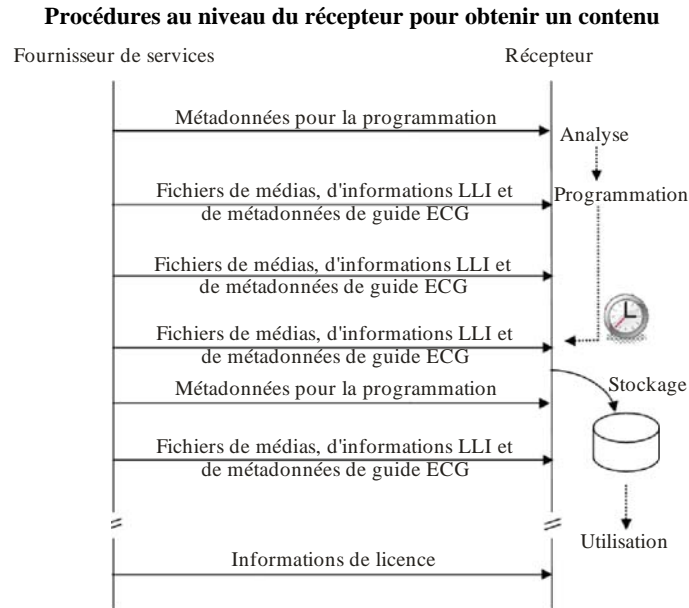 Procédures au niveau du récepteur pour obtenir un contenu
Fournisseur de services
Récepteur
Métadonnées pour la programmation
Analyse
Fichiers de médias, d'informations LLI et
de métadonnées de guide ECG
Programmation
Fichiers de médias, d'informations LLI et
de métadonnées de guide ECG
Fichiers de médias, d'informations LLI et
de métadonnées de guide ECG
Métadonnées pour la programmation
Stockage
Fichiers de médias, d'informations LLI et
de métadonnées de guide ECG
Utilisation
Informations de licence